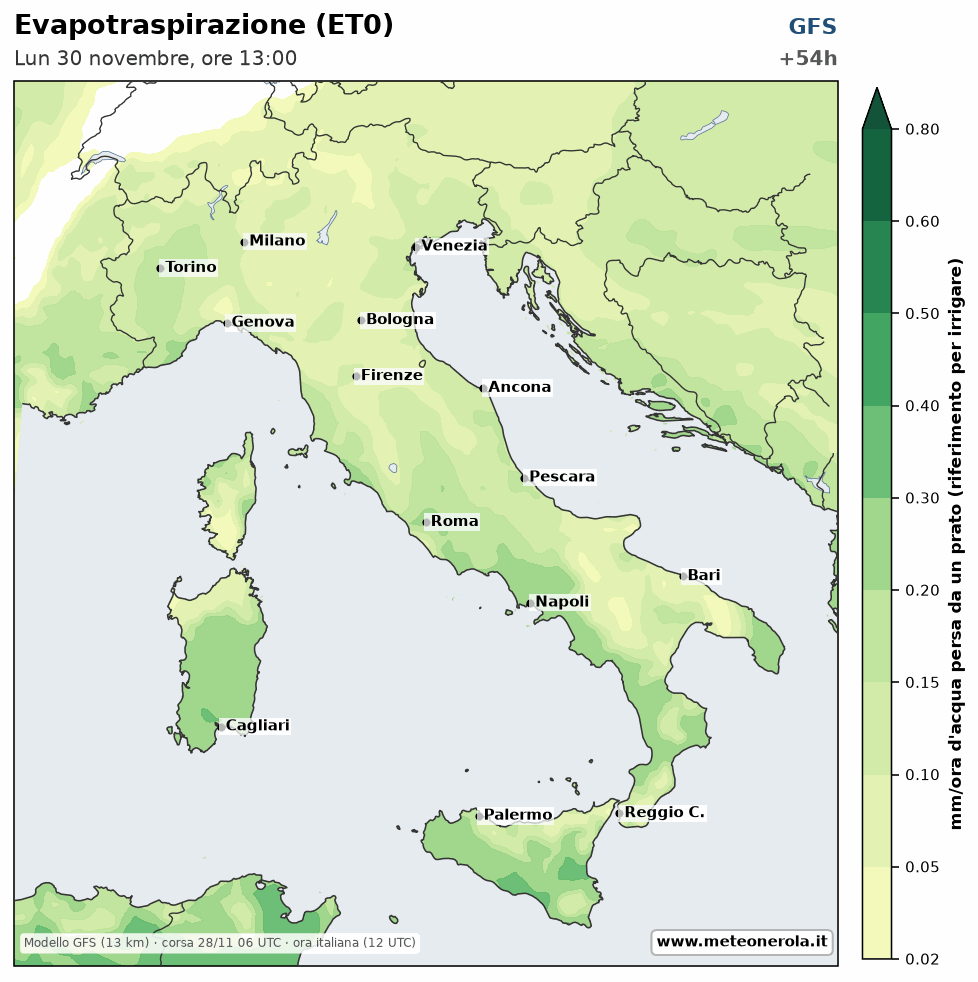 Evapotraspirazione (ET0)
GFS
Lun 30 novembre, ore 13:00
+54h
0.80
0.60
0.50
0.40
0.30
0.20
0.15
0.10
0.05
0.02
mm/ora d'acqua persa da un prato (riferimento per irrigare)
Milano
Venezia
Torino
Genova
Bologna
Firenze
Ancona
Pescara
Roma
Bari
Napoli
Cagliari
Palermo
Reggio C.
Modello GFS (13 km) · corsa 28/11 06 UTC · ora italiana (12 UTC)
www.meteonerola.it